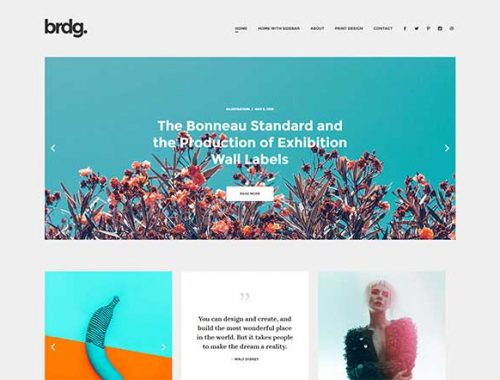 brdg.
HOME
HOME WITH SIDEBAR
ABOUT
PRINT DESIGN
CONTACT
ILLUSTRATION / MAY 5, 2016
The Bonneau Standard and
the Production of Exhibition
Wall Labels
READ MORE
”
You can design and create, and
build the most wonderful place
in the world. But it takes people
to make the dream a reality.
– WALT DISNEY